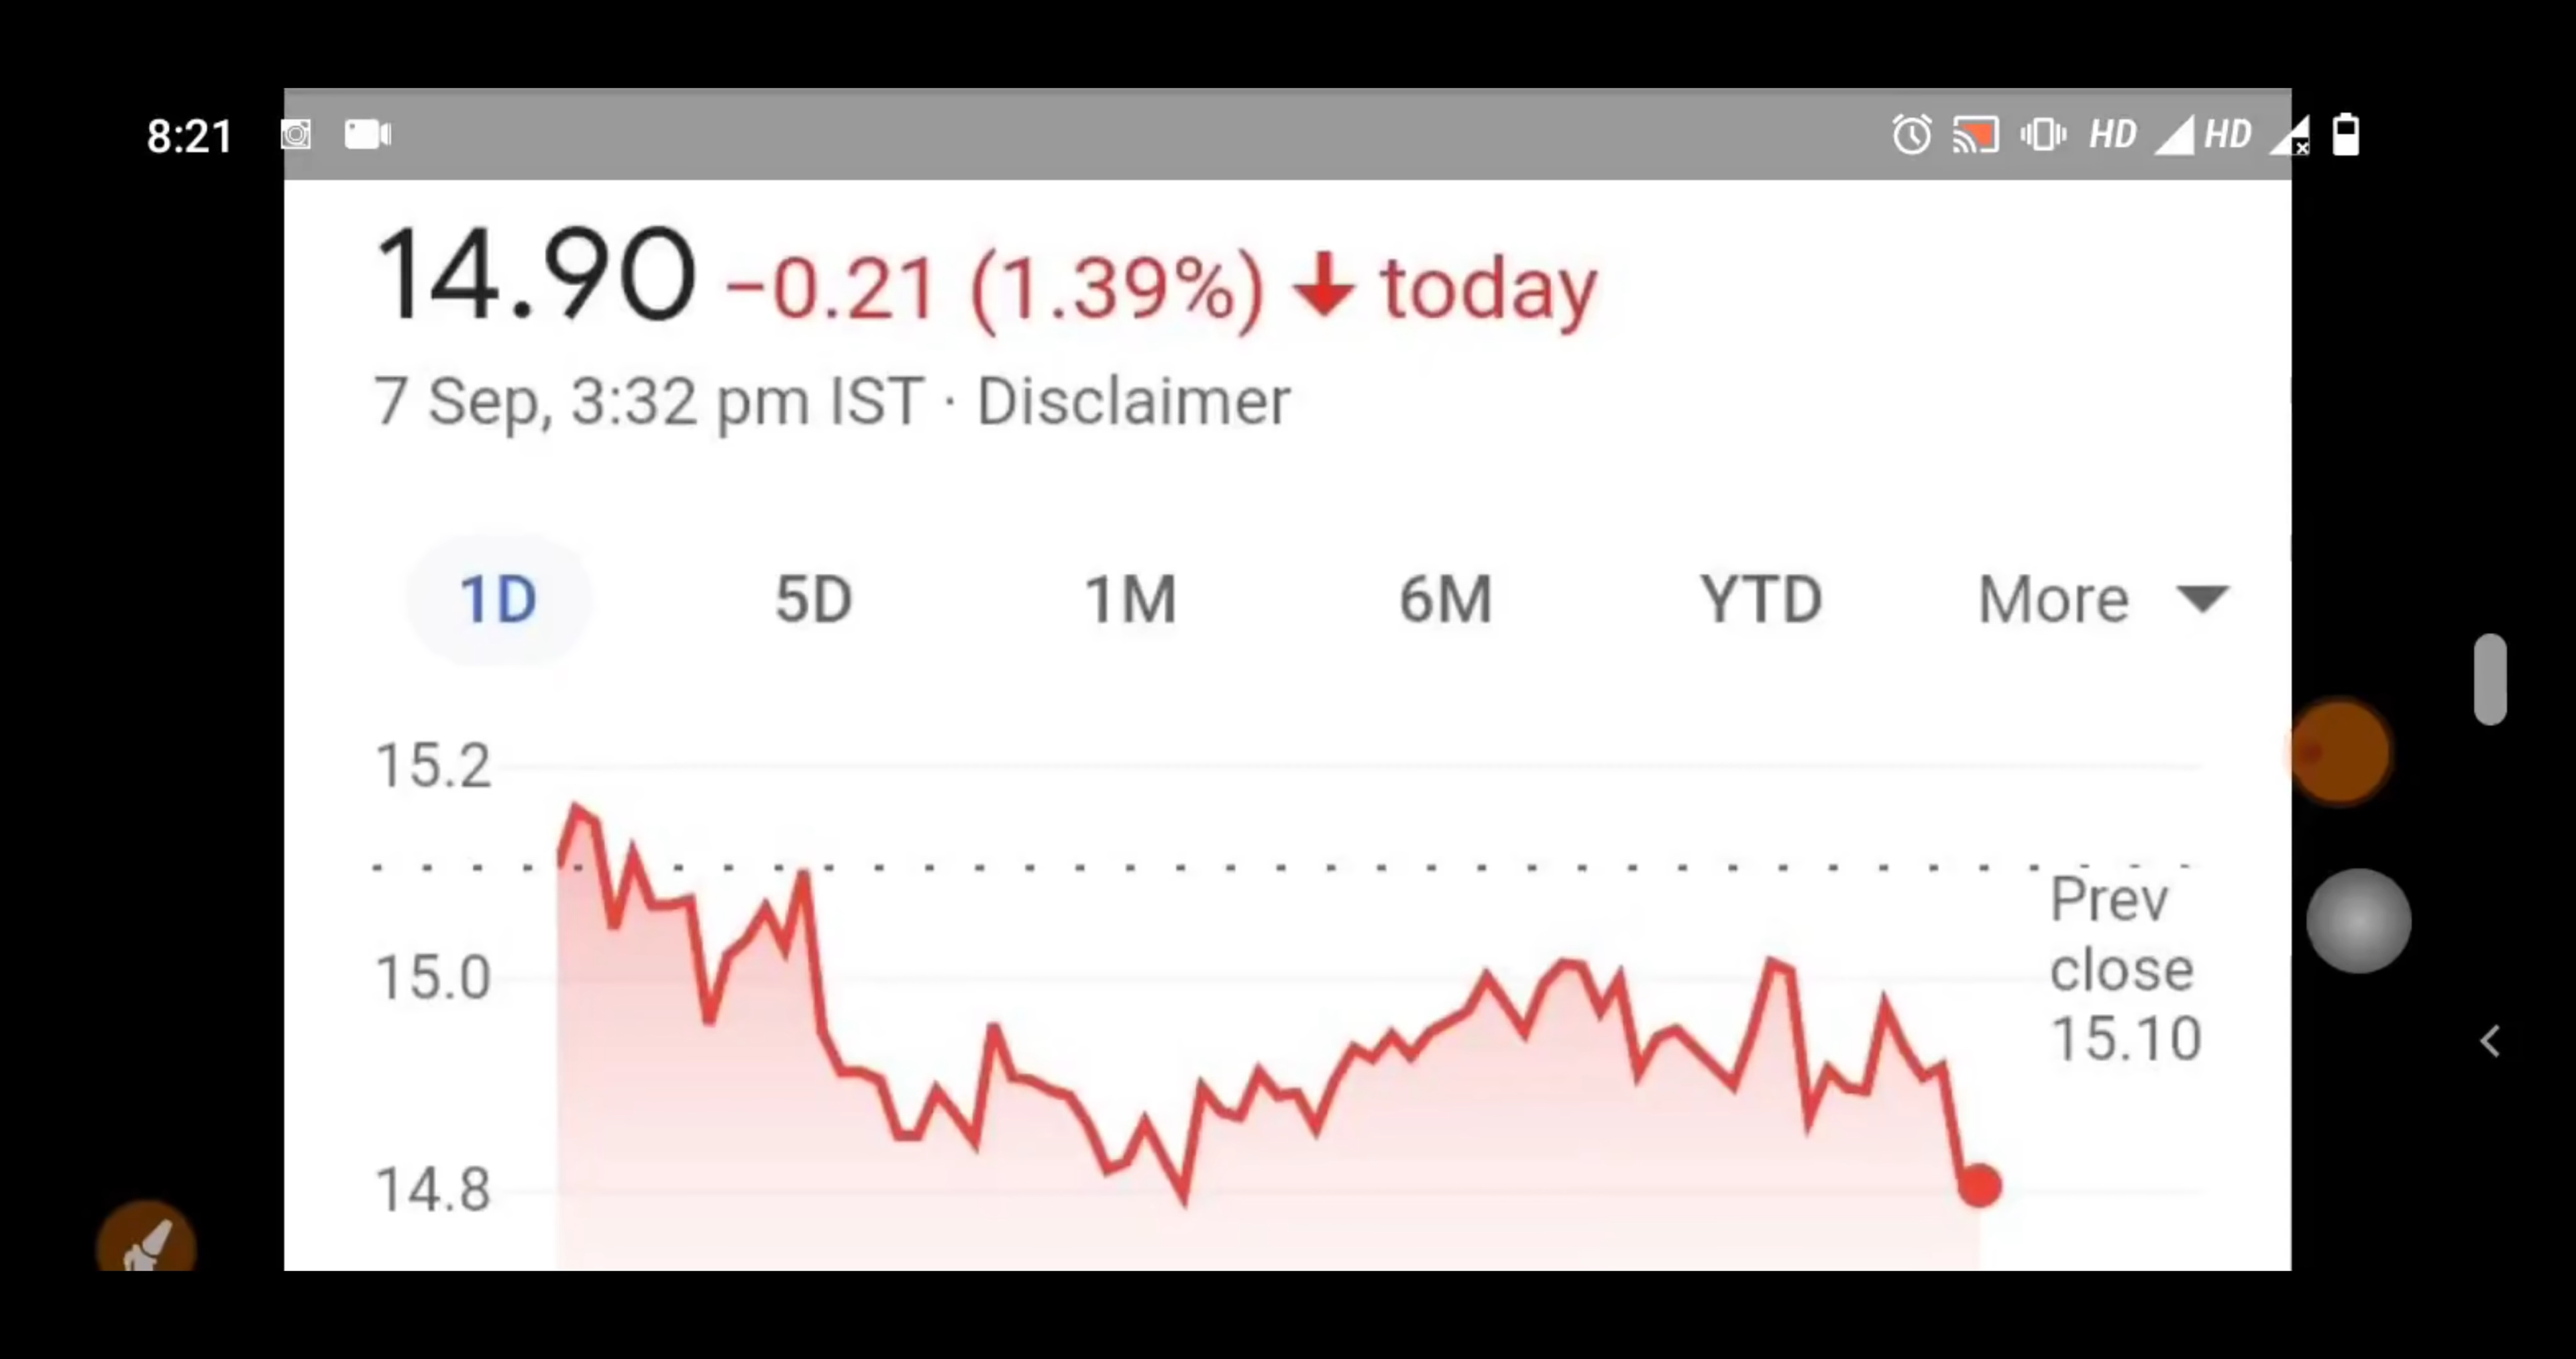 8:21 HD HD
14.90 −0.21 (1.39%) ↓ today
7 Sep, 3:32 pm IST · Disclaimer
1D 5D 1M 6M YTD More
15.2
15.0
14.8
Prev
close
15.10